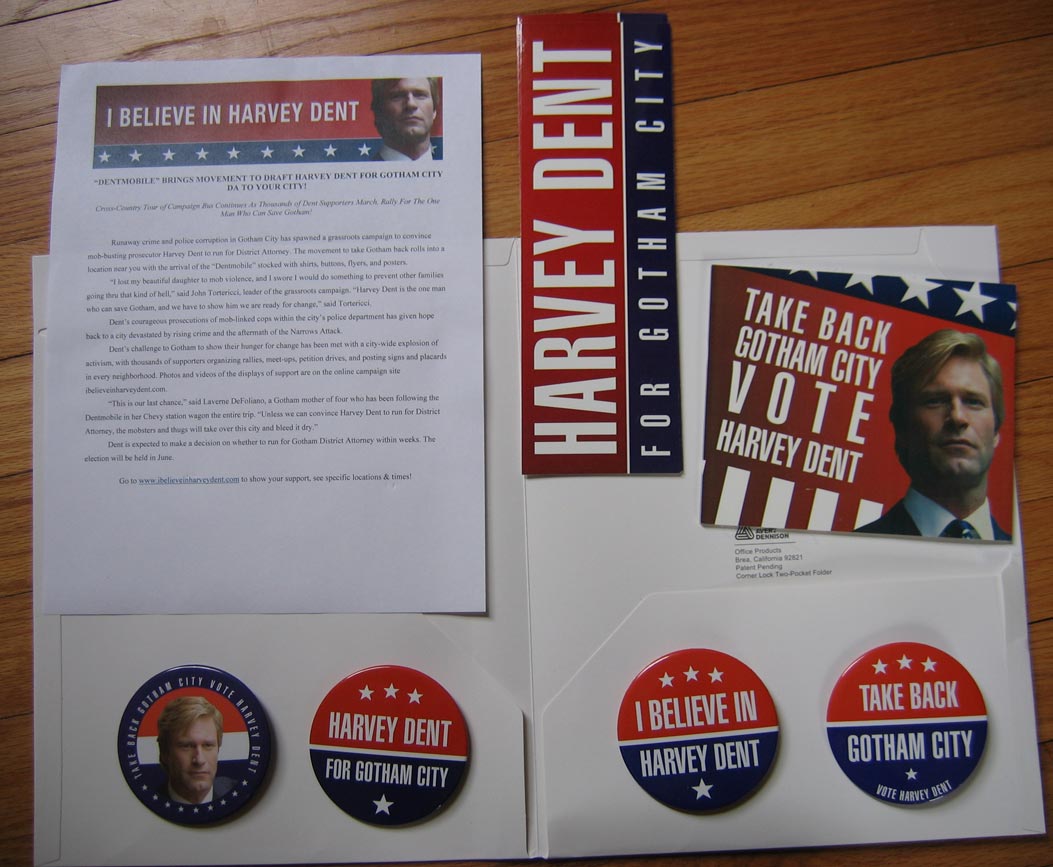 I BELIEVE IN HARVEY DENT
“DENTMOBILE” BRINGS MOVEMENT TO DRAFT HARVEY DENT FOR GOTHAM CITY
DA TO YOUR CITY!
Cross-Country Tour of Campaign Bus Continues As Thousands of Dent Supporters March, Rally For The One
Man Who Can Save Gotham!
Runaway crime and police corruption in Gotham City has spawned a grassroots campaign to convince
mob-busting prosecutor Harvey Dent to run for District Attorney. The movement to take Gotham back rolls into a
location near you with the arrival of the “Dentmobile” stocked with shirts, buttons, flyers, and posters.
“I lost my beautiful daughter to mob violence, and I swore I would do something to prevent other families
going thru that kind of hell,” said John Tortericci, leader of the grassroots campaign. “Harvey Dent is the one man
who can save Gotham, and we have to show him we are ready for change,” said Tortericci.
Dent’s courageous prosecutions of mob-linked cops within the city’s police department has given hope
back to a city devastated by rising crime and the aftermath of the Narrows Attack.
Dent’s challenge to Gotham to show their hunger for change has been met with a city-wide explosion of
activism, with thousands of supporters organizing rallies, meet-ups, petition drives, and posting signs and placards
in every neighborhood. Photos and videos of the displays of support are on the online campaign site
ibelieveinharveydent.com.
“This is our last chance,” said Laverne DeFoliano, a Gotham mother of four who has been following the
Dentmobile in her Chevy station wagon the entire trip. “Unless we can convince Harvey Dent to run for District
Attorney, the mobsters and thugs will take over this city and bleed it dry.”
Dent is expected to make a decision on whether to run for Gotham District Attorney within weeks. The
election will be held in June.
Go to www.ibelieveinharveydent.com to show your support, see specific locations & times!
HARVEY DENT
FOR GOTHAM CITY
TAKE BACK
GOTHAM CITY
VOTE
HARVEY DENT
AVERY
DENNISON
Office Products
Brea, California 92821
Patent Pending
Corner Lock Two-Pocket Folder
TAKE BACK GOTHAM CITY VOTE HARVEY DENT
HARVEY DENT
FOR GOTHAM CITY
I BELIEVE IN
HARVEY DENT
TAKE BACK
GOTHAM CITY
VOTE HARVEY DENT